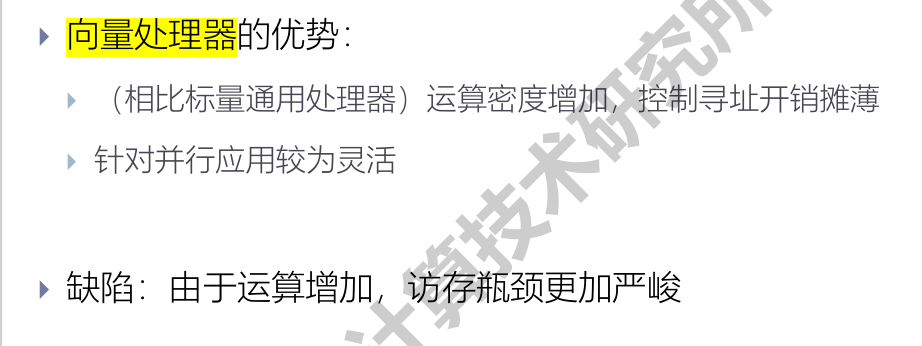 向量处理器的优势：
（相比标量通用处理器）运算密度增加，控制寻址开销摊薄
针对并行应用较为灵活
缺陷：由于运算增加，访存瓶颈更加严峻
计算技术研究所